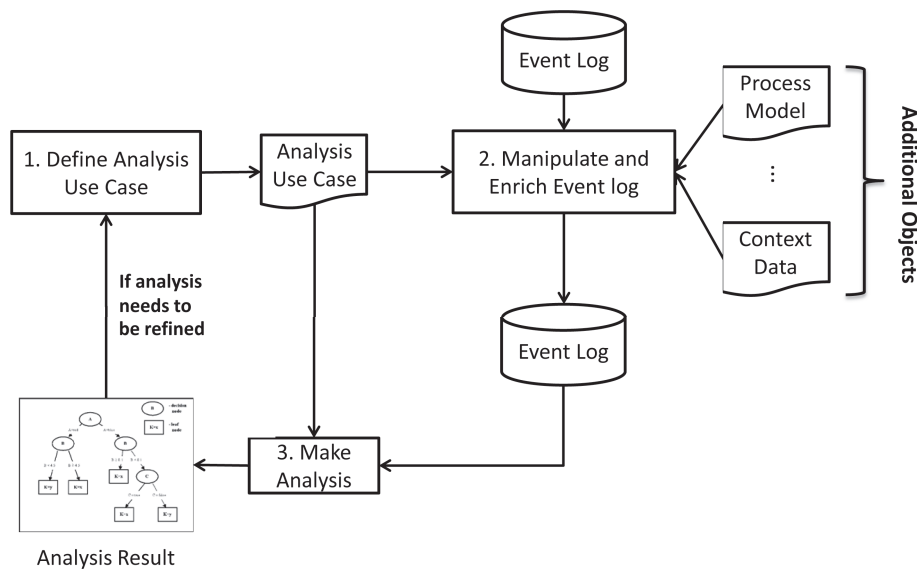 Event Log
Process
Model
Additional Objects
1. Define Analysis
Use Case
Analysis
Use Case
2. Manipulate and
Enrich Event log
...
Context
Data
If analysis
needs to
be refined
Event Log
3. Make
Analysis
A
B
B
C
Analysis Result